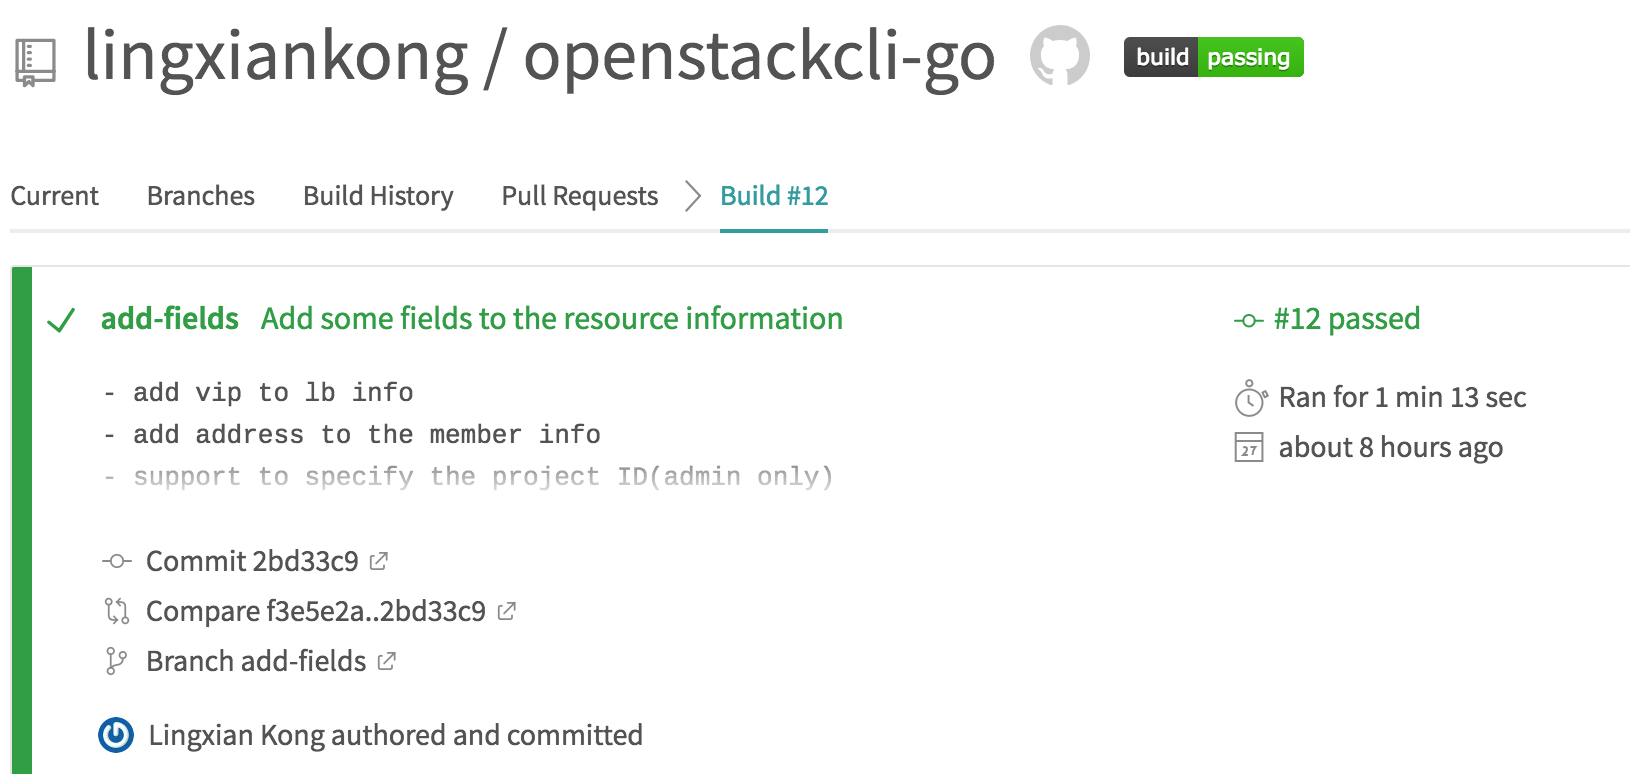 lingxiankong / openstackcli-go build passing
Current Branches Build History Pull Requests Build #12
add-fields Add some fields to the resource information
#12 passed
- add vip to lb info
- add address to the member info
- support to specify the project ID(admin only)
Ran for 1 min 13 sec
27 about 8 hours ago
Commit 2bd33c9
Compare f3e5e2a..2bd33c9
Branch add-fields
Lingxian Kong authored and committed